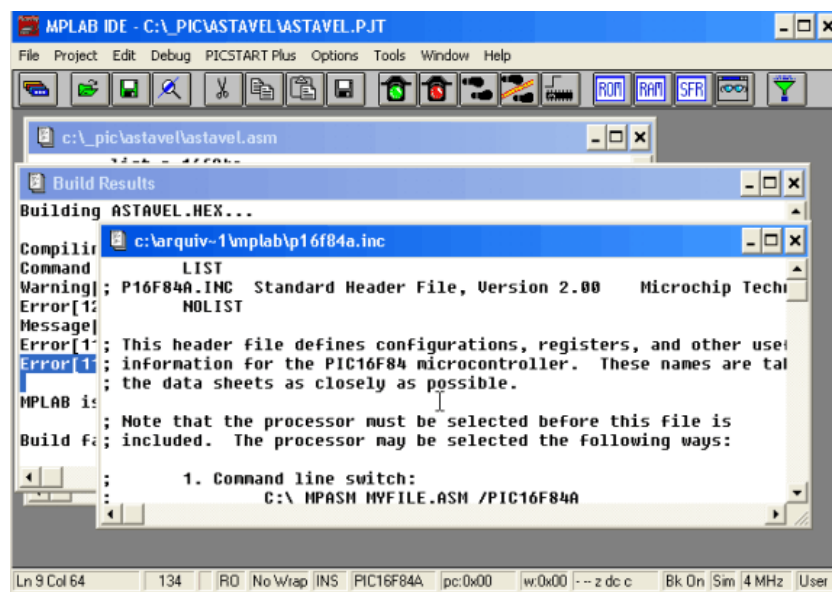 MPLAB IDE - C:\_PIC\ASTAVEL\ASTAVEL.PJT
File Project Edit Debug PICSTART Plus Options Tools Window Help
ROM RAM SFR
c:\_pic\astavel\astavel.asm
Build Results
Building ASTAVEL.HEX...
c:\arquiv~1\mplab\p16f84a.inc
Compilin
Command
Warning[
Error[12
Message[
Error[11
Error[11
MPLAB is
Build fa
LIST
; P16F84A.INC Standard Header File, Version 2.00 Microchip Techn
NOLIST
; This header file defines configurations, registers, and other use
; information for the PIC16F84 microcontroller. These names are ta
; the data sheets as closely as possible.
; Note that the processor must be selected before this file is
; included. The processor may be selected the following ways:
; 1. Command line switch:
; C:\ MPASM MYFILE.ASM /PIC16F84A
Ln 9 Col 64 134 RO No Wrap INS PIC16F84A pc:0x00 w:0x00 - -- z dc c Bk On Sim 4 MHz User